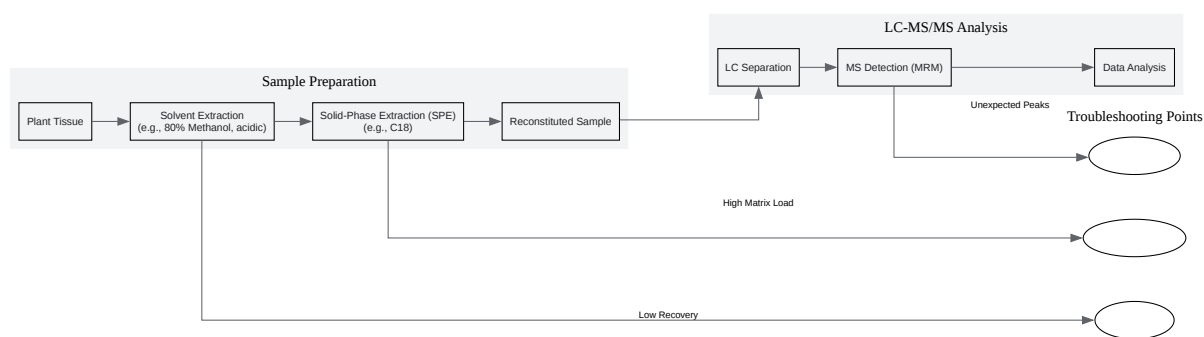 LC-MS/MS Analysis
LC Separation
MS Detection (MRM)
Data Analysis
Sample Preparation
Plant Tissue
Solvent Extraction
(e.g., 80% Methanol, acidic)
Solid-Phase Extraction (SPE)
(e.g., C18)
Reconstituted Sample
Unexpected Peaks
Troubleshooting Points
High Matrix Load
Low Recovery